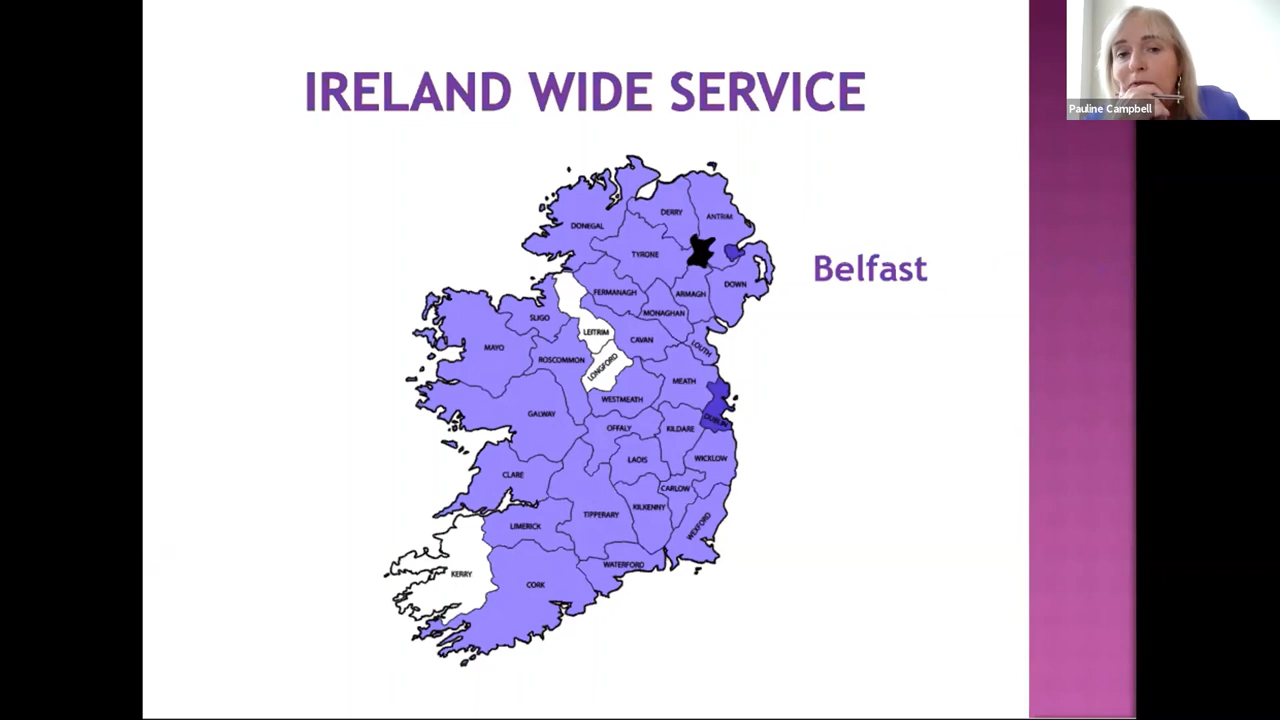 IRELAND WIDE SERVICE
Pauline Campbell
DONEGAL
DERRY
ANTRIM
TYRONE
Belfast
FERMANAGH
ARMAGH
DOWN
MONAGHAN
SLIGO
LEITRIM
CAVAN
MAYO
ROSCOMMON
LONGFORD
LOUTH
MEATH
WESTMEATH
GALWAY
OFFALY
KILDARE
DUBLIN
LAOIS
WICKLOW
CLARE
CARLOW
KILKENNY
TIPPERARY
LIMERICK
WEXFORD
WATERFORD
KERRY
CORK